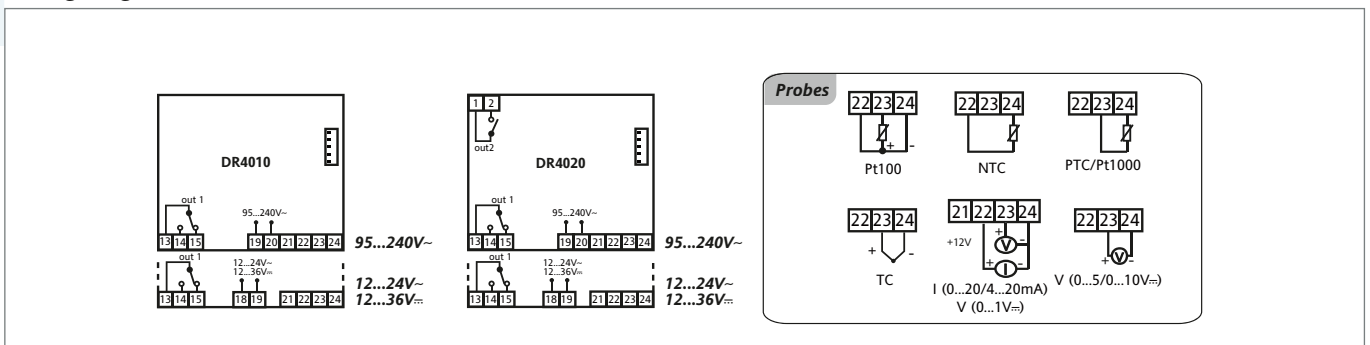 DR4010
out 1
95...240V~
13 14 15 19 20 21 22 23 24
95...240V~
out 1
12...24V~
12...36V⎓
13 14 15 18 19 21 22 23 24
12...24V~
12...36V⎓
1 2
out2
DR4020
out 1
95...240V~
13 14 15 19 20 21 22 23 24
95...240V~
out 1
12...24V~
12...36V⎓
13 14 15 18 19 21 22 23 24
12...24V~
12...36V⎓
Probes
22 23 24
+ -
Pt100
22 23 24
NTC
22 23 24
PTC/Pt1000
22 23 24
+ -
TC
21 22 23 24
+12V
+ V -
+ I -
I (0...20/4...20mA)
V (0...1V⎓)
22 23 24
+ V -
V (0...5/0...10V⎓)